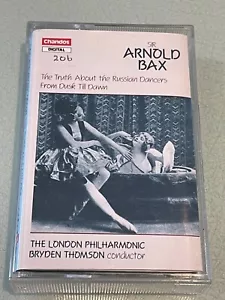 Chandos
DIGITAL
206
SIR
ARNOLD
BAX
The Truth About the Russian Dancers
From Dusk Till Dawn
THE LONDON PHILHARMONIC
BRYDEN THOMSON conductor